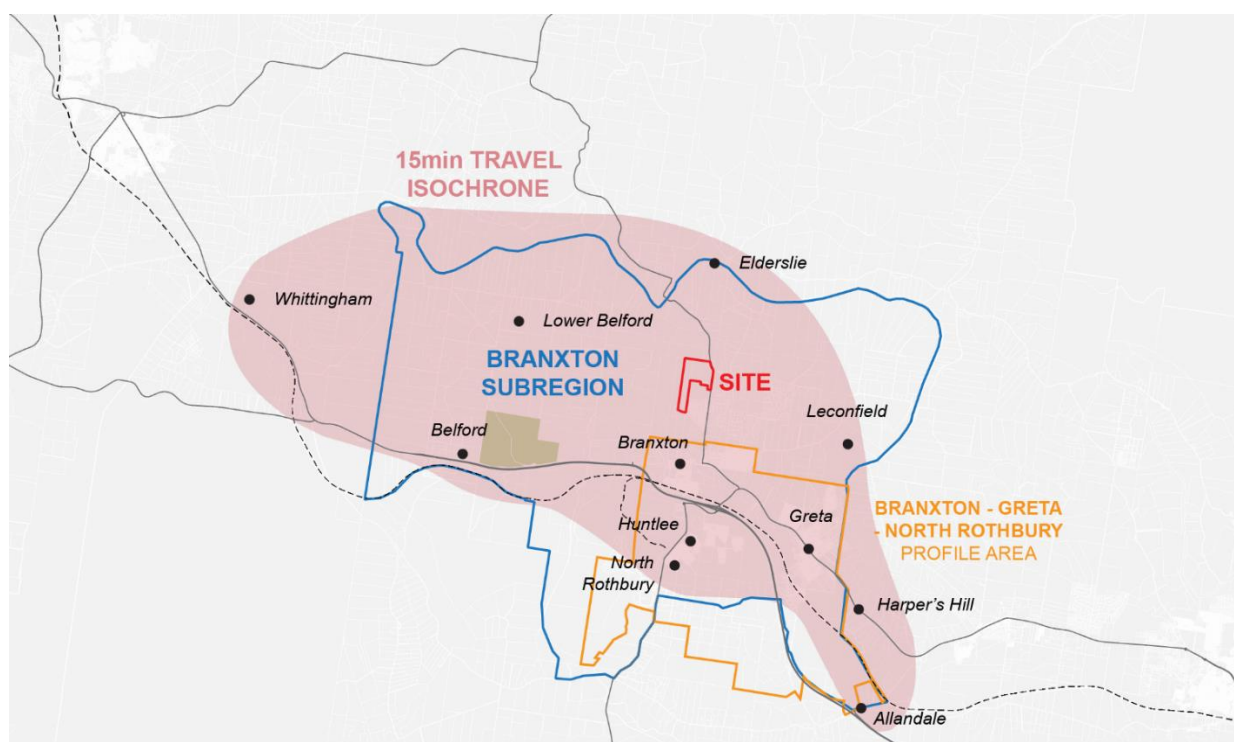 15min TRAVEL
ISOCHRONE
Elderslie
Whittingham
Lower Belford
BRANXTON
SUBREGION
SITE
Leconfield
Belford
Branxton
BRANXTON - GRETA
- NORTH ROTHBURY
PROFILE AREA
Huntlee
Greta
North
Rothbury
Harper's Hill
Allandale